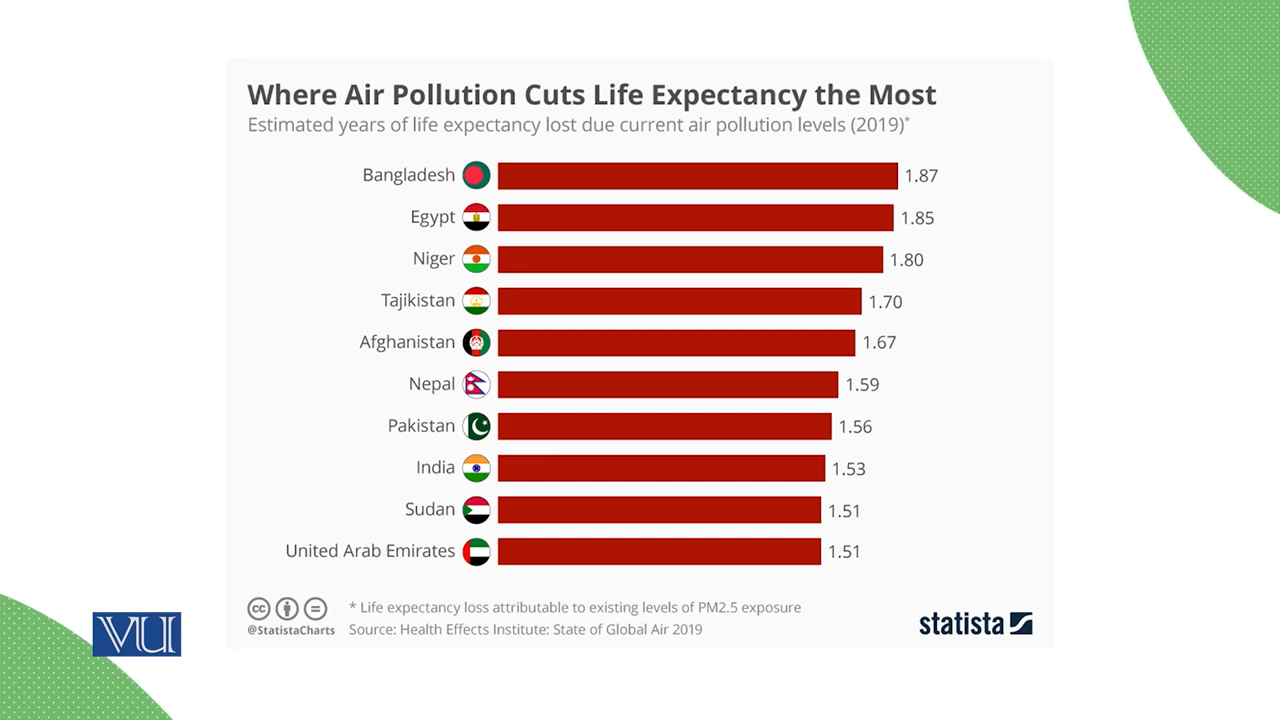 Where Air Pollution Cuts Life Expectancy the Most
Estimated years of life expectancy lost due current air pollution levels (2019)*
Bangladesh 1.87
Egypt 1.85
Niger 1.80
Tajikistan 1.70
Afghanistan 1.67
Nepal 1.59
Pakistan 1.56
India 1.53
Sudan 1.51
United Arab Emirates 1.51
* Life expectancy loss attributable to existing levels of PM2.5 exposure
@StatistaCharts Source: Health Effects Institute: State of Global Air 2019
cc =
statista
VU